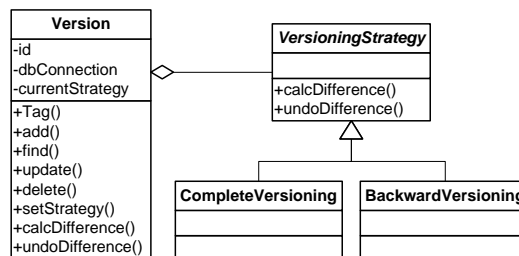 Version
-id
-dbConnection
-currentStrategy
+Tag()
+add()
+find()
+update()
+delete()
+setStrategy()
+calcDifference()
+undoDifference()
VersioningStrategy
+calcDifference()
+undoDifference()
CompleteVersioning
BackwardVersioning